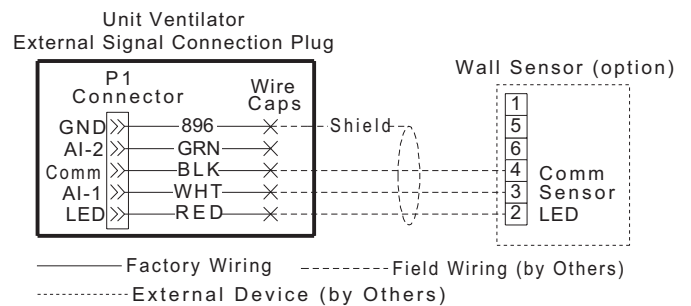 Unit Ventilator
External Signal Connection Plug
Wall Sensor (option)
P1
Connector
Wire
Caps
GND 896 Shield
AI-2 GRN
Comm BLK
AI-1 WHT
LED RED
1
5
6
4 Comm
3 Sensor
2 LED
Factory Wiring Field Wiring (by Others)
External Device (by Others)